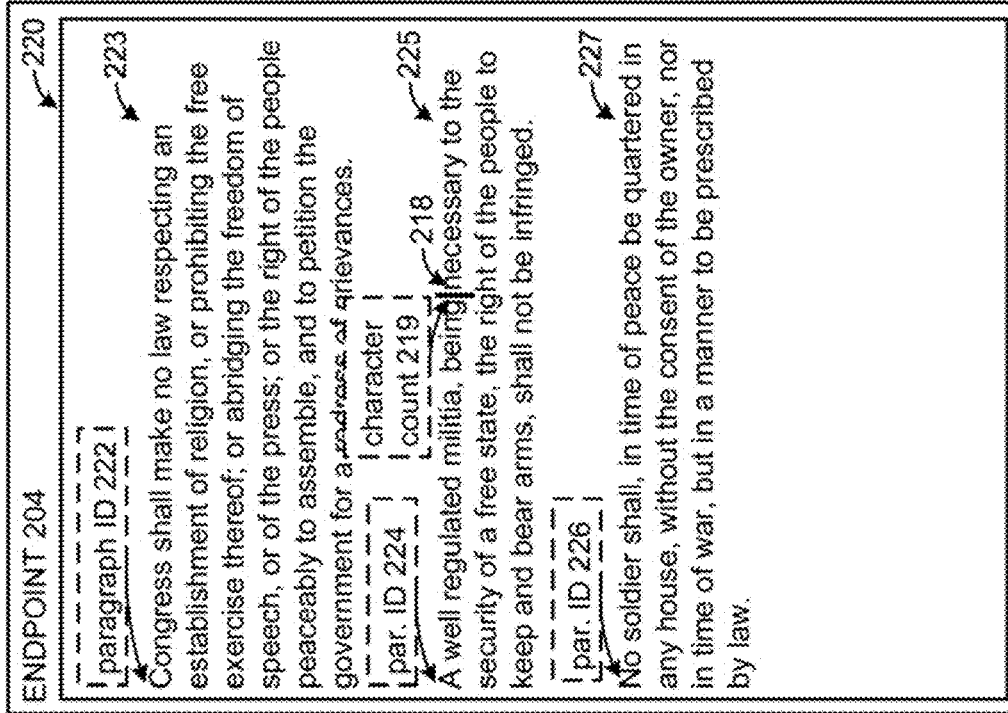 ENDPOINT 204
220
paragraph ID 222
223
Congress shall make no law respecting an
establishment of religion, or prohibiting the free
exercise thereof; or abridging the freedom of
speech, or of the press; or the right of the people
peaceably to assemble, and to petition the
government for a redress of grievances.
par. ID 224
character
count 219
218
225
A well regulated militia, being necessary to the
security of a free state, the right of the people to
keep and bear arms, shall not be infringed.
par. ID 226
227
No soldier shall, in time of peace be quartered in
any house, without the consent of the owner, nor
in time of war, but in a manner to be prescribed
by law.